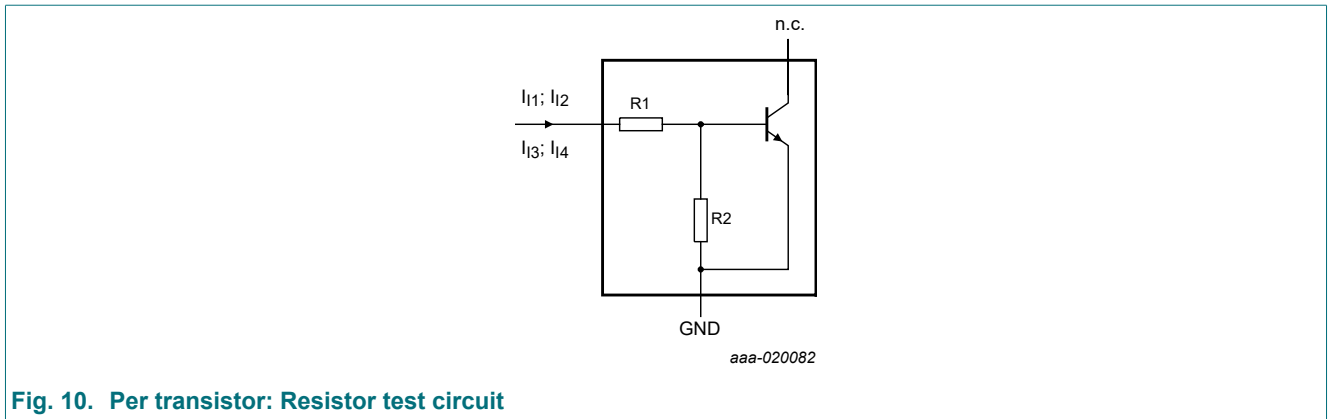 n.c.
I_I1; I_I2
R1
I_I3; I_I4
R2
GND
aaa-020082
Fig. 10. Per transistor: Resistor test circuit